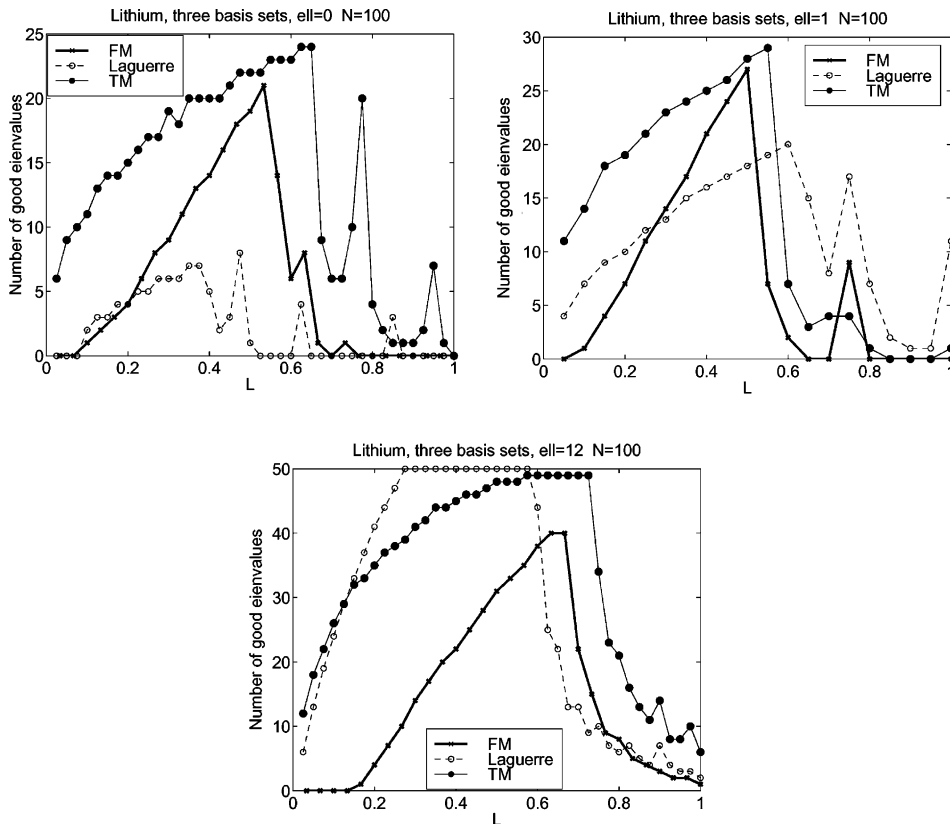 Lithium, three basis sets, ell=0 N=100
FM
Laguerre
TM
Number of good eienvalues
25
20
15
10
5
0
0 0.2 0.4 0.6 0.8 1
L
Lithium, three basis sets, ell=1 N=100
FM
Laguerre
TM
Number of good eienvalues
30
25
20
15
10
5
0
0 0.2 0.4 0.6 0.8 1
L
Lithium, three basis sets, ell=12 N=100
Number of good eienvalues
50
40
30
20
10
0
FM
Laguerre
TM
0 0.2 0.4 0.6 0.8 1
L